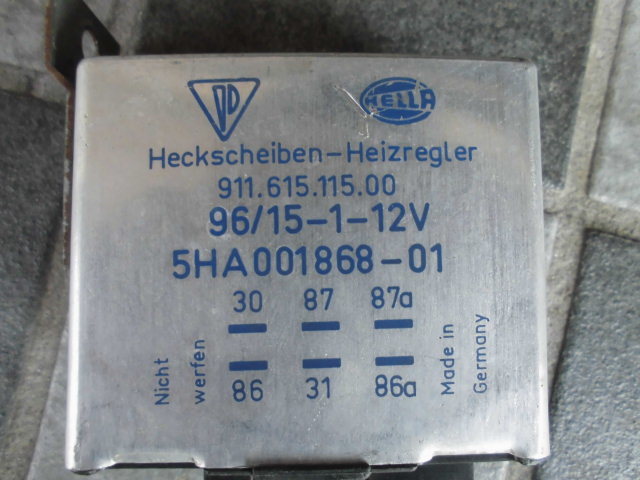 HELLA
Heckscheiben-Heizregler
911.615.115.00
96/15-1-12V
5HA001868-01
30 87 87a
86 31 86a
Nicht
werfen
Made in
Germany